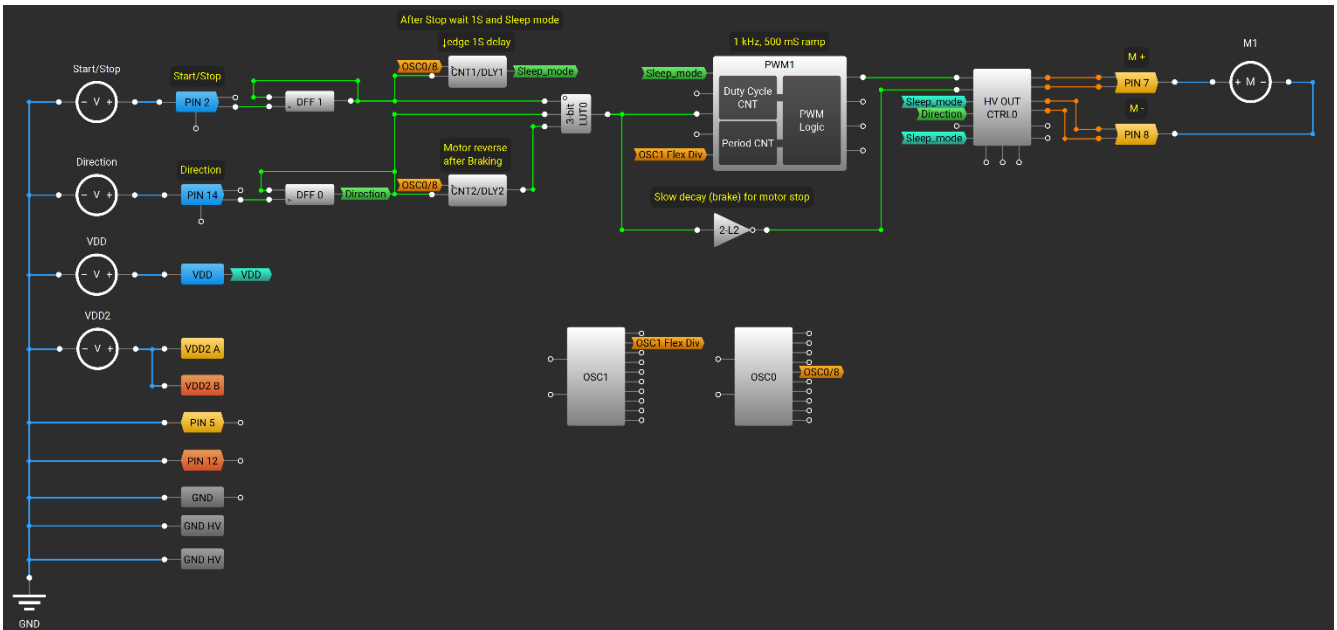 After Stop wait 1S and Sleep mode
↓edge 1S delay
1 kHz, 500 mS ramp
M1
Start/Stop
Start/Stop
OSC0/8
CNT1/DLY1
Sleep_mode
Sleep_mode
PWM1
M +
- V +
PIN 2
DFF 1
3-bit
LUT0
Duty Cycle
CNT
PWM
Logic
Period CNT
OSC1 Flex Div
Sleep_mode
Direction
Sleep_mode
HV OUT
CTRL0
PIN 7
+ M -
M -
PIN 8
Direction
Direction
Motor reverse
after Braking
OSC0/8
CNT2/DLY2
- V +
PIN 14
DFF 0
Direction
Slow decay (brake) for motor stop
2-L2
VDD
- V +
VDD
VDD
VDD2
- V +
VDD2 A
VDD2 B
OSC1
OSC1 Flex Div
OSC0
OSC0/8
PIN 5
PIN 12
GND
GND HV
GND HV
GND